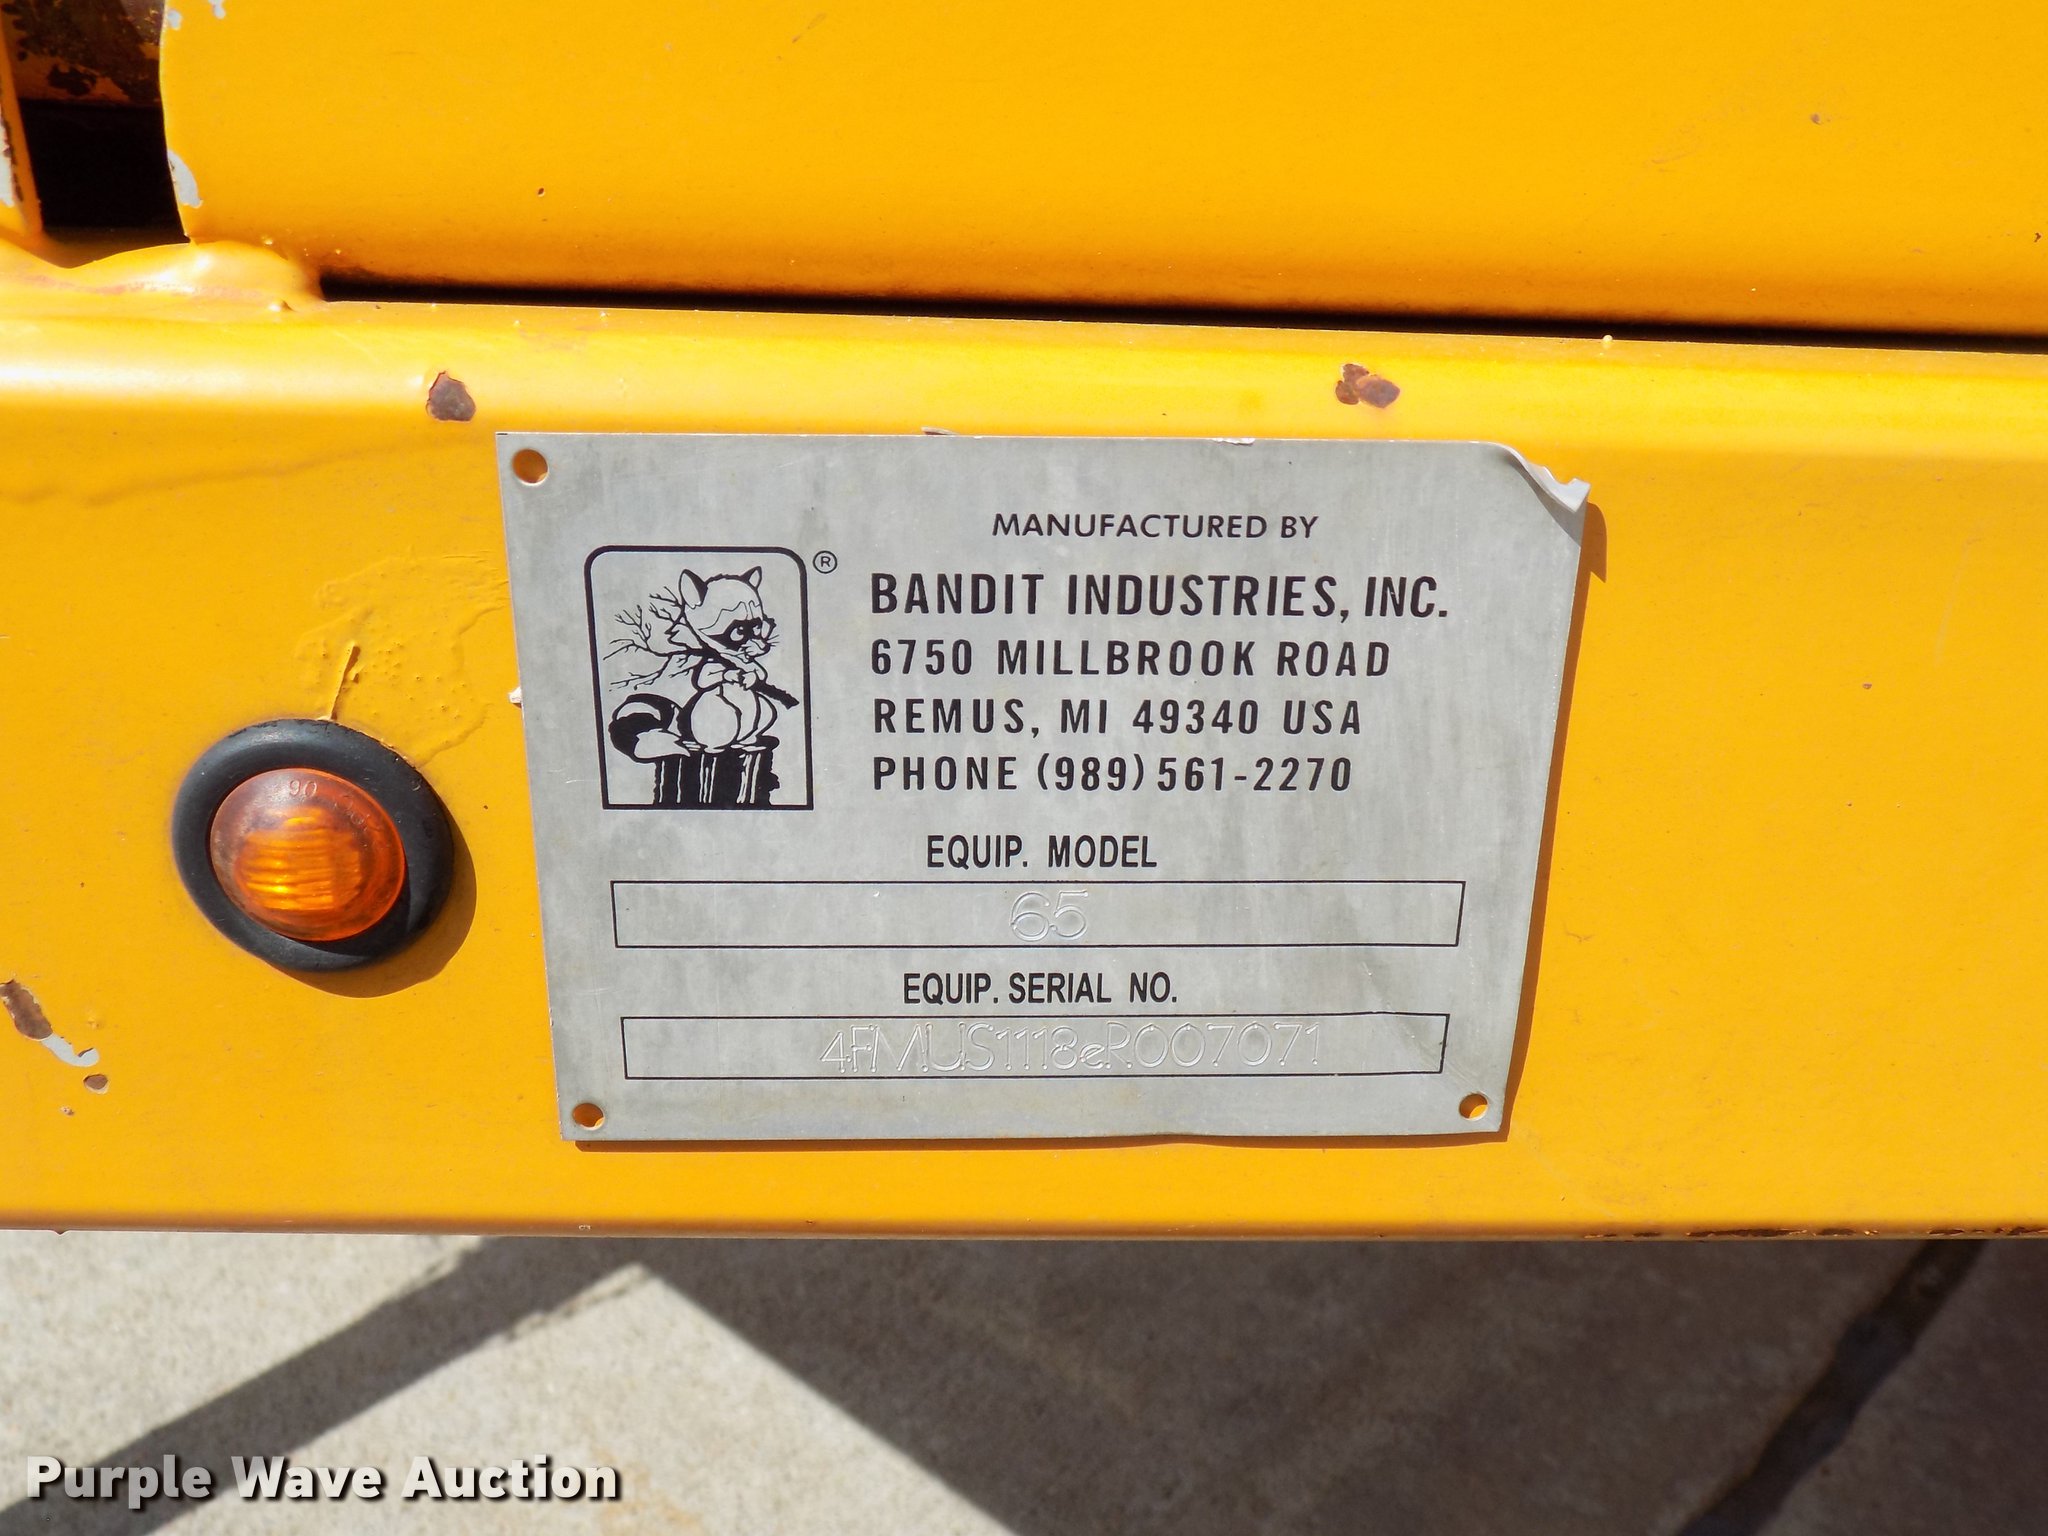 MANUFACTURED BY
®
BANDIT INDUSTRIES, INC.
6750 MILLBROOK ROAD
REMUS, MI 49340 USA
PHONE (989) 561-2270
EQUIP. MODEL
65
EQUIP. SERIAL NO.
4FMUS1118eR007071
Purple Wave Auction